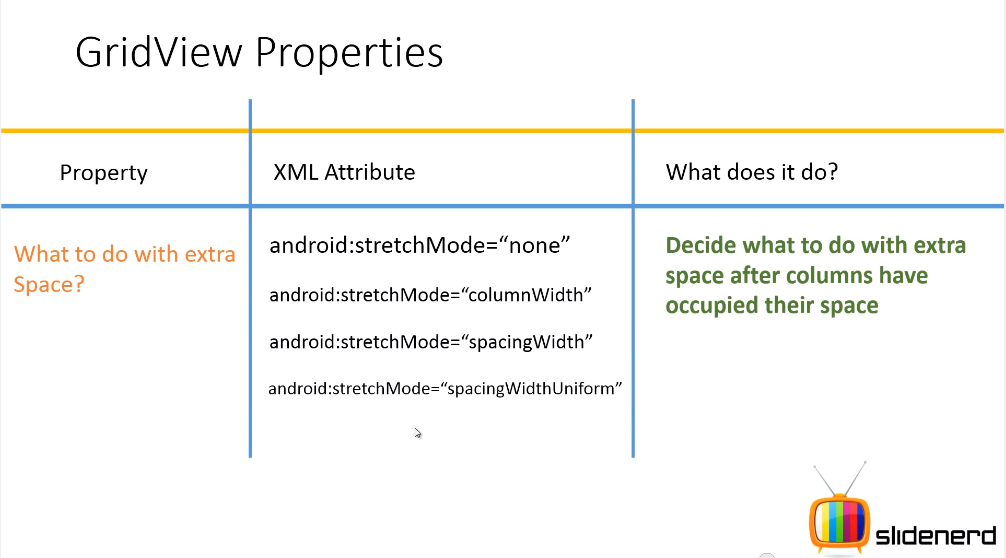 GridView Properties
Property
XML Attribute
What does it do?
What to do with extra
Space?
android:stretchMode=“none”
android:stretchMode=“columnWidth”
android:stretchMode=“spacingWidth”
android:stretchMode=“spacingWidthUniform”
Decide what to do with extra
space after columns have
occupied their space
slidenerd